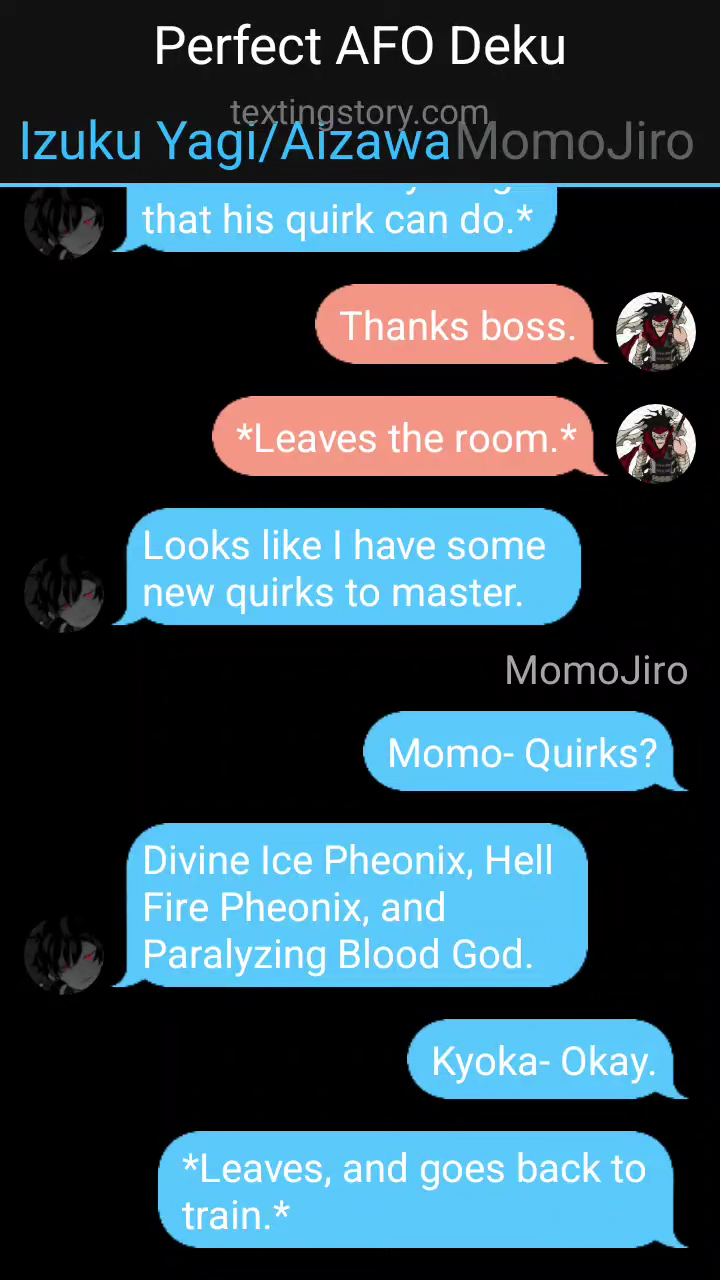 Perfect AFO Deku
textingstory.com
Izuku Yagi/Aizawa MomoJiro
that his quirk can do.*
Thanks boss.
*Leaves the room.*
Looks like I have some
new quirks to master.
MomoJiro
Momo- Quirks?
Divine Ice Pheonix, Hell
Fire Pheonix, and
Paralyzing Blood God.
Kyoka- Okay.
*Leaves, and goes back to
train.*